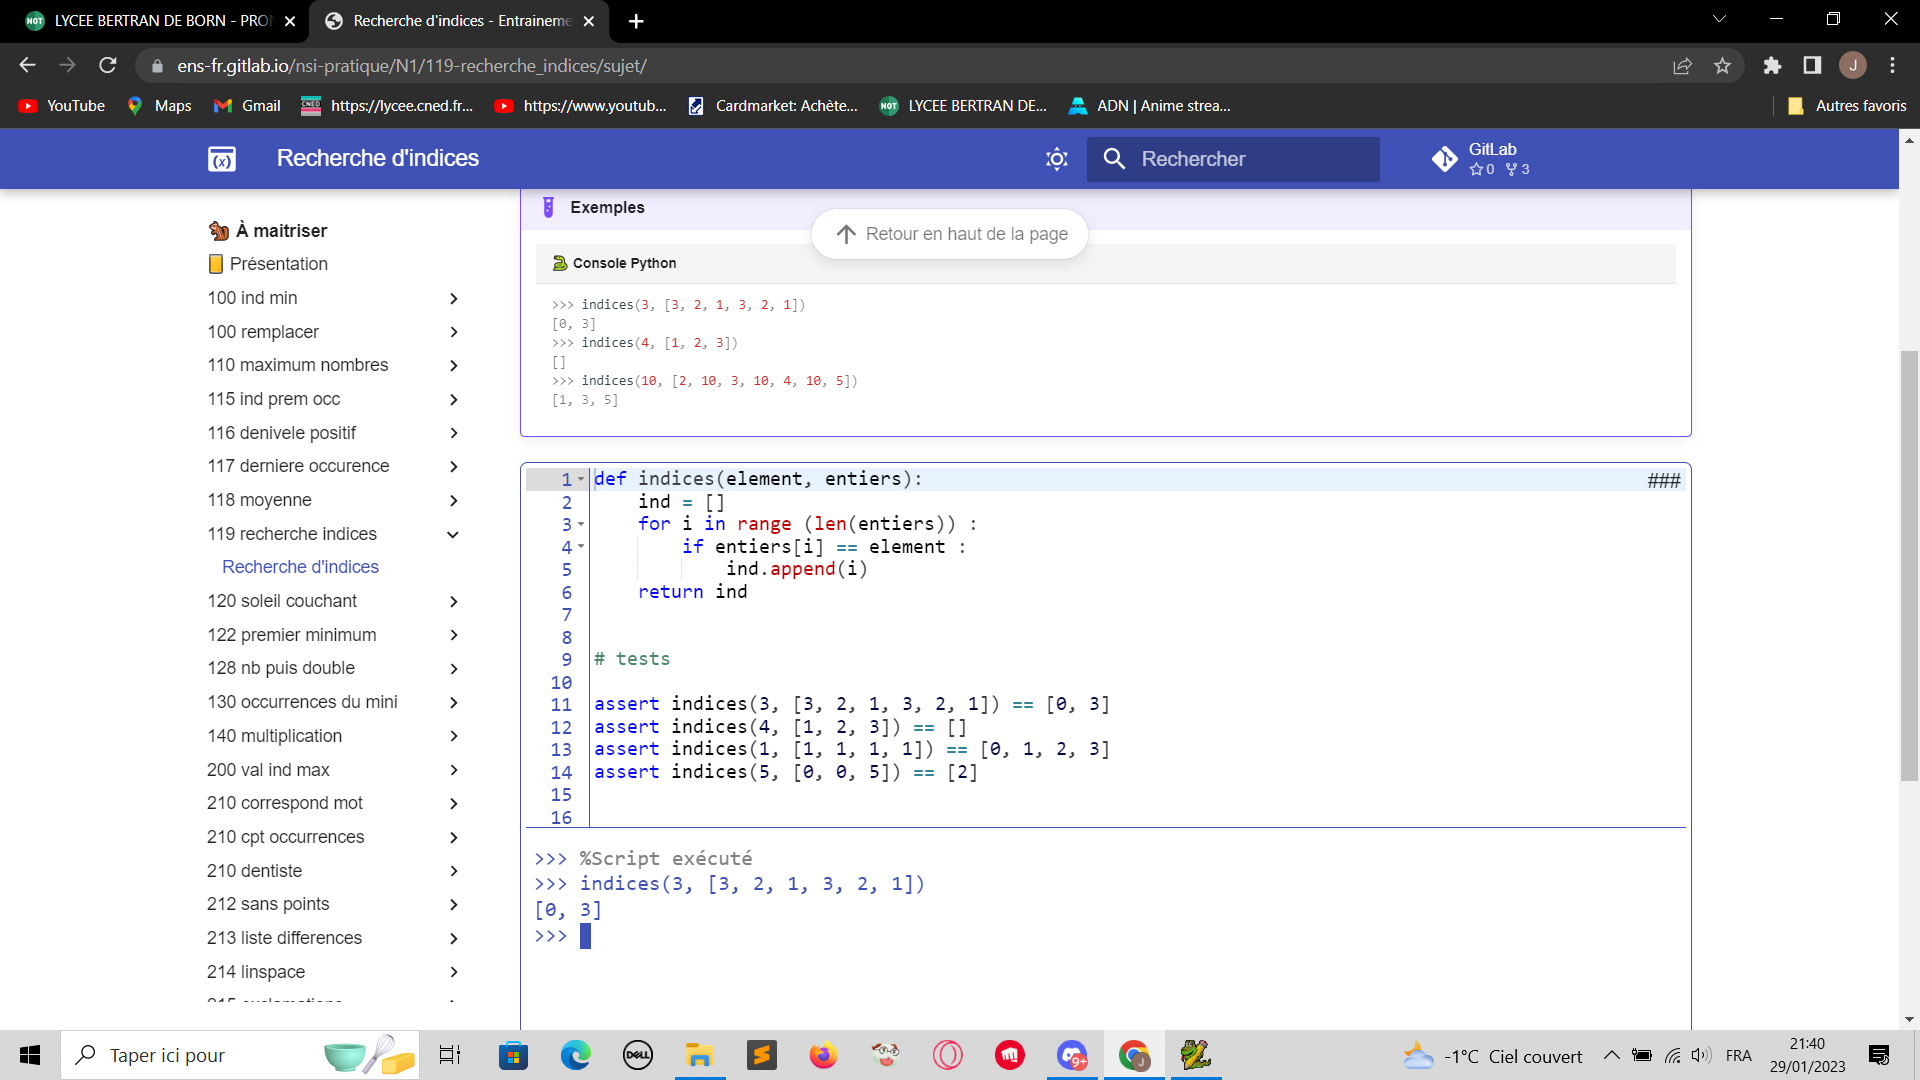 LYCEE BERTRAN DE BORN - PRO
Recherche d'indices - Entraineme
ens-fr.gitlab.io/nsi-pratique/N1/119-recherche_indices/sujet/
J
YouTube
Maps
Gmail
https://lycee.cned.fr...
https://www.youtub...
Cardmarket: Achète...
LYCEE BERTRAN DE...
ADN | Anime strea...
Autres favoris
Recherche d'indices
Rechercher
GitLab
0 3
À maitriser
Présentation
100 ind min
100 remplacer
110 maximum nombres
115 ind prem occ
116 denivele positif
117 derniere occurence
118 moyenne
119 recherche indices
Recherche d'indices
120 soleil couchant
122 premier minimum
128 nb puis double
130 occurrences du mini
140 multiplication
200 val ind max
210 correspond mot
210 cpt occurrences
210 dentiste
212 sans points
213 liste differences
214 linspace
Exemples
Retour en haut de la page
Console Python
>>> indices(3, [3, 2, 1, 3, 2, 1])
[0, 3]
>>> indices(4, [1, 2, 3])
[]
>>> indices(10, [2, 10, 3, 10, 4, 10, 5])
[1, 3, 5]
###
1 def indices(element, entiers):
2     ind = []
3     for i in range (len(entiers)) :
4         if entiers[i] == element :
5             ind.append(i)
6     return ind
7
8
9 # tests
10
11 assert indices(3, [3, 2, 1, 3, 2, 1]) == [0, 3]
12 assert indices(4, [1, 2, 3]) == []
13 assert indices(1, [1, 1, 1, 1]) == [0, 1, 2, 3]
14 assert indices(5, [0, 0, 5]) == [2]
15
16
>>> %Script exécuté
>>> indices(3, [3, 2, 1, 3, 2, 1])
[0, 3]
>>>
Taper ici pour
DELL
9+
-1°C Ciel couvert
FRA
21:40
29/01/2023